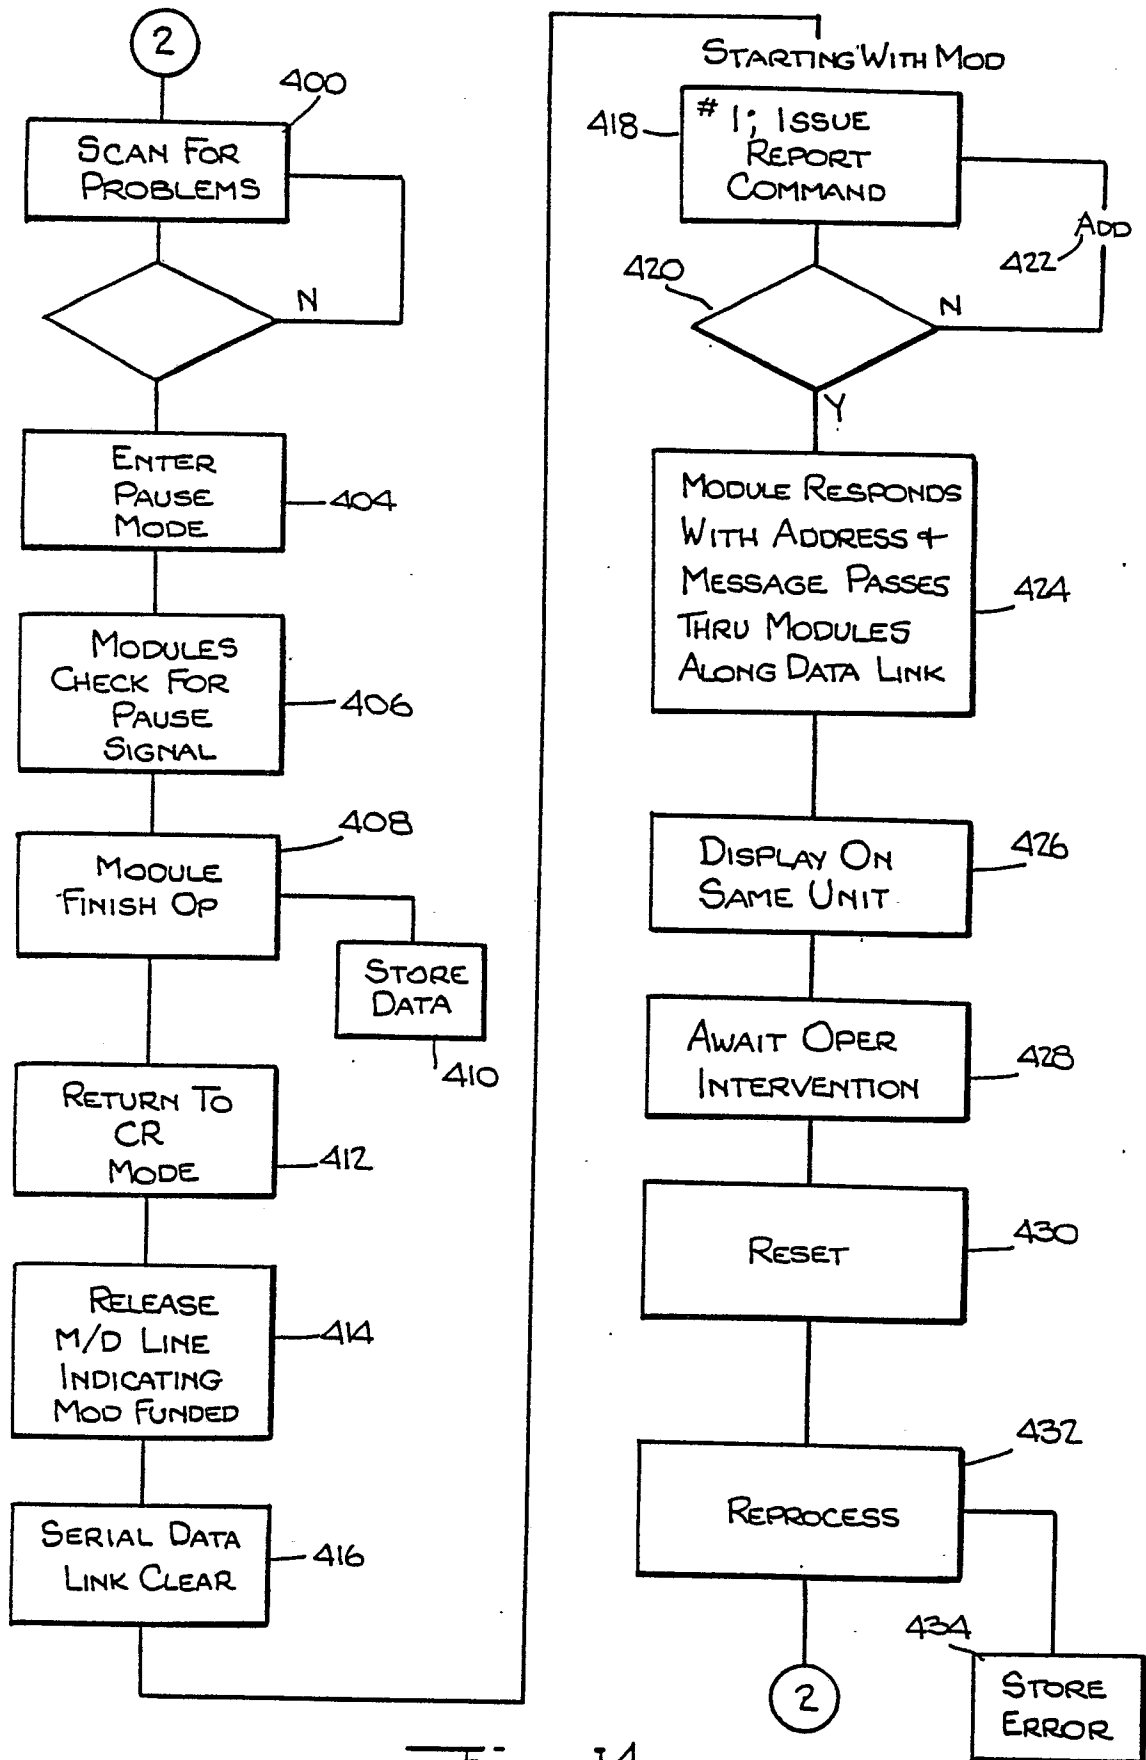 2
400
SCAN FOR
PROBLEMS
N
ENTER
PAUSE
MODE
404
MODULES
CHECK FOR
PAUSE
SIGNAL
406
408
MODULE
FINISH OP
STORE
DATA
410
RETURN TO
CR
MODE
412
RELEASE
M/D LINE
INDICATING
MOD FUNDED
414
SERIAL DATA
LINK CLEAR
416
STARTING WITH MOD
418
# 1; ISSUE
REPORT
COMMAND
ADD
422
420
N
Y
MODULE RESPONDS
WITH ADDRESS &
MESSAGE PASSES
THRU MODULES
ALONG DATA LINK
424
DISPLAY ON
SAME UNIT
426
AWAIT OPER
INTERVENTION
428
RESET
430
432
REPROCESS
434
STORE
ERROR
2